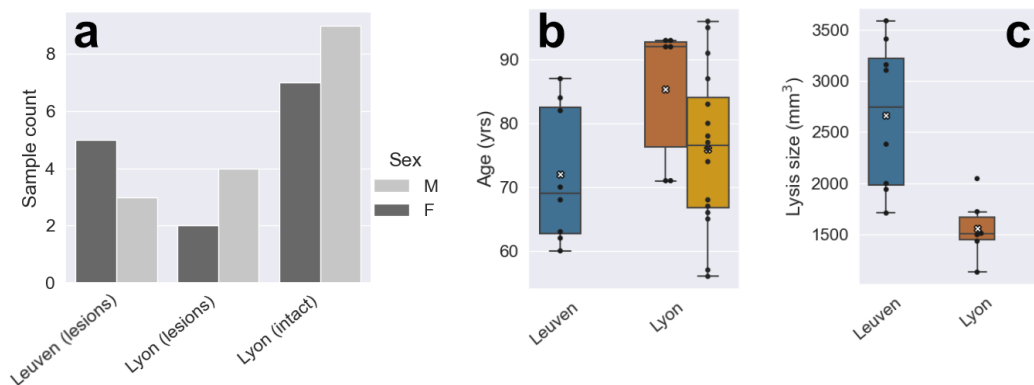 a
Sample count
8
6
4
2
0
Leuven (lesions)
Lyon (lesions)
Lyon (intact)
Sex
M
F
b
Age (yrs)
90
80
70
60
Leuven
Lyon
c
Lysis size (mm³)
3500
3000
2500
2000
1500
Leuven
Lyon